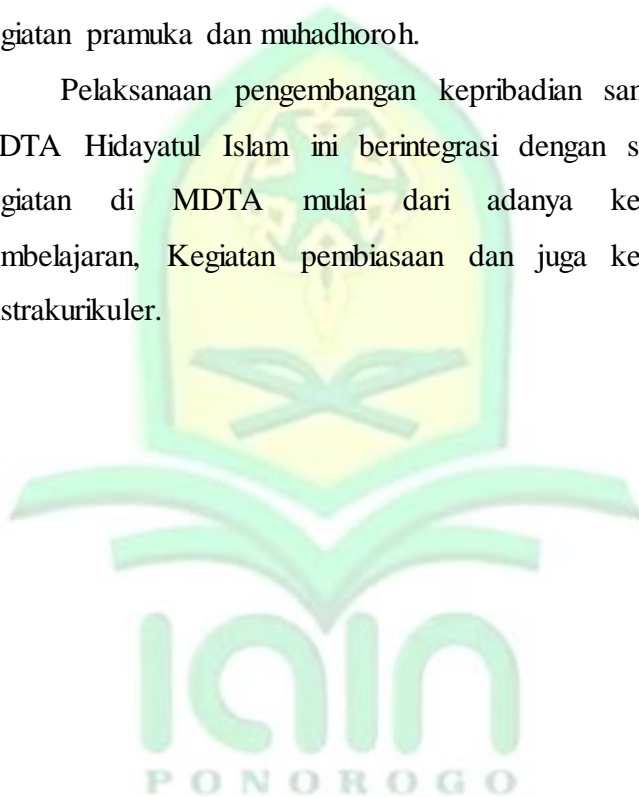 giatan pramuka dan muhadhoroh.
Pelaksanaan pengembangan kepribadian san
DTA Hidayatul Islam ini berintegrasi dengan s
giatan di MDTA mulai dari adanya ke
mbelajaran, Kegiatan pembiasaan dan juga ke
strakurikuler.
IAIN
PONOROGO